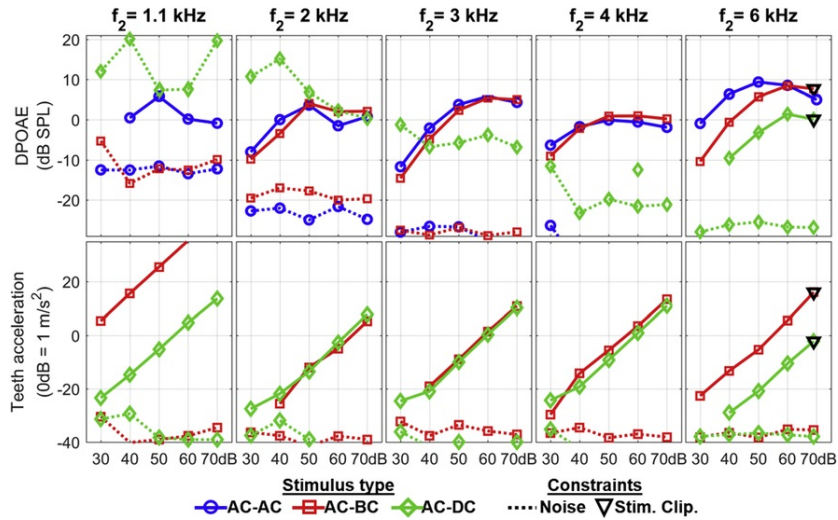 f2= 1.1 kHz f2= 2 kHz f2= 3 kHz f2= 4 kHz f2= 6 kHz
DPOAE
(dB SPL)
20
10
0
-10
-20
Teeth acceleration
(0dB = 1 m/s²)
20
0
-20
-40
30 40 50 60 70dB 30 40 50 60 70dB 30 40 50 60 70dB 30 40 50 60 70dB 30 40 50 60 70dB
Stimulus type Constraints
AC-AC AC-BC AC-DC Noise Stim. Clip.